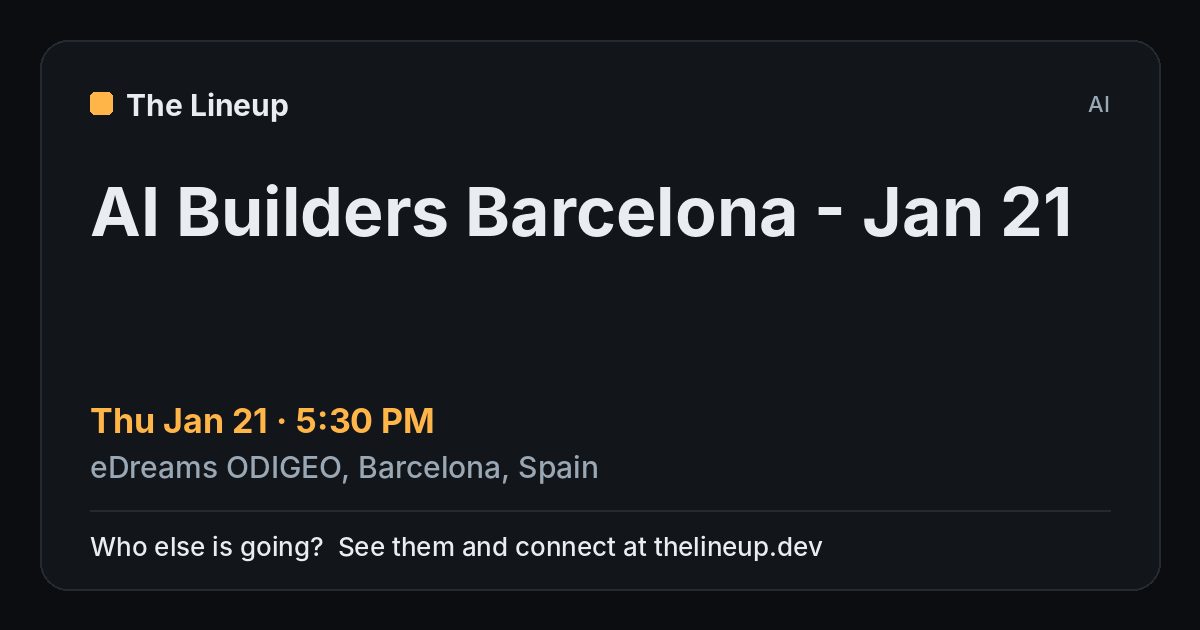 The Lineup
AI
AI Builders Barcelona - Jan 21
Thu Jan 21 · 5:30 PM
eDreams ODIGEO, Barcelona, Spain
Who else is going? See them and connect at thelineup.dev